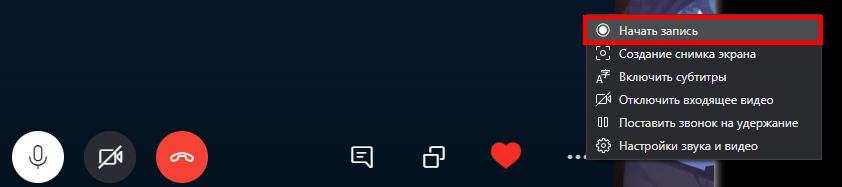 Начать запись
Создание снимка экрана
Включить субтитры
Отключить входящее видео
Поставить звонок на удержание
Настройки звука и видео